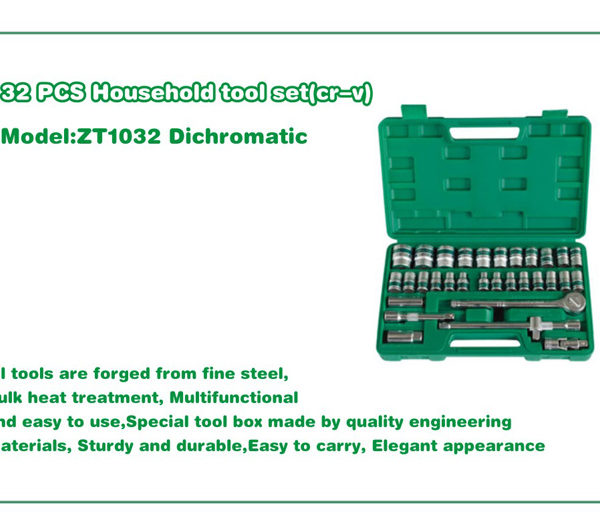 32 PCS Household tool set(cr-v)
Model:ZT1032 Dichromatic
l tools are forged from fine steel,
ulk heat treatment, Multifunctional
nd easy to use,Special tool box made by quality engineering
aterials, Sturdy and durable,Easy to carry, Elegant appearance